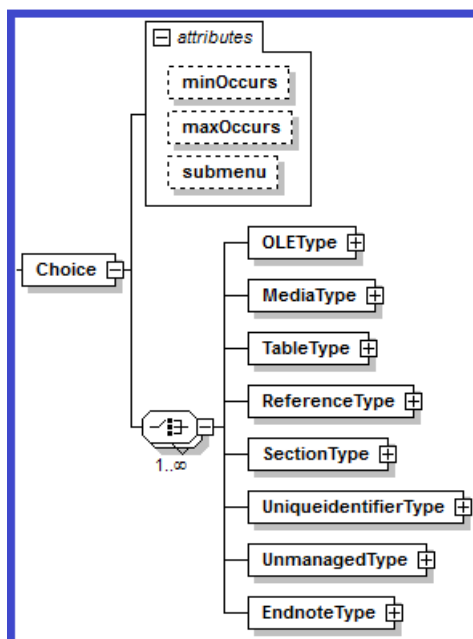 attributes
minOccurs
maxOccurs
submenu
Choice
OLEType
MediaType
TableType
ReferenceType
1..∞
SectionType
UniqueidentifierType
UnmanagedType
EndnoteType